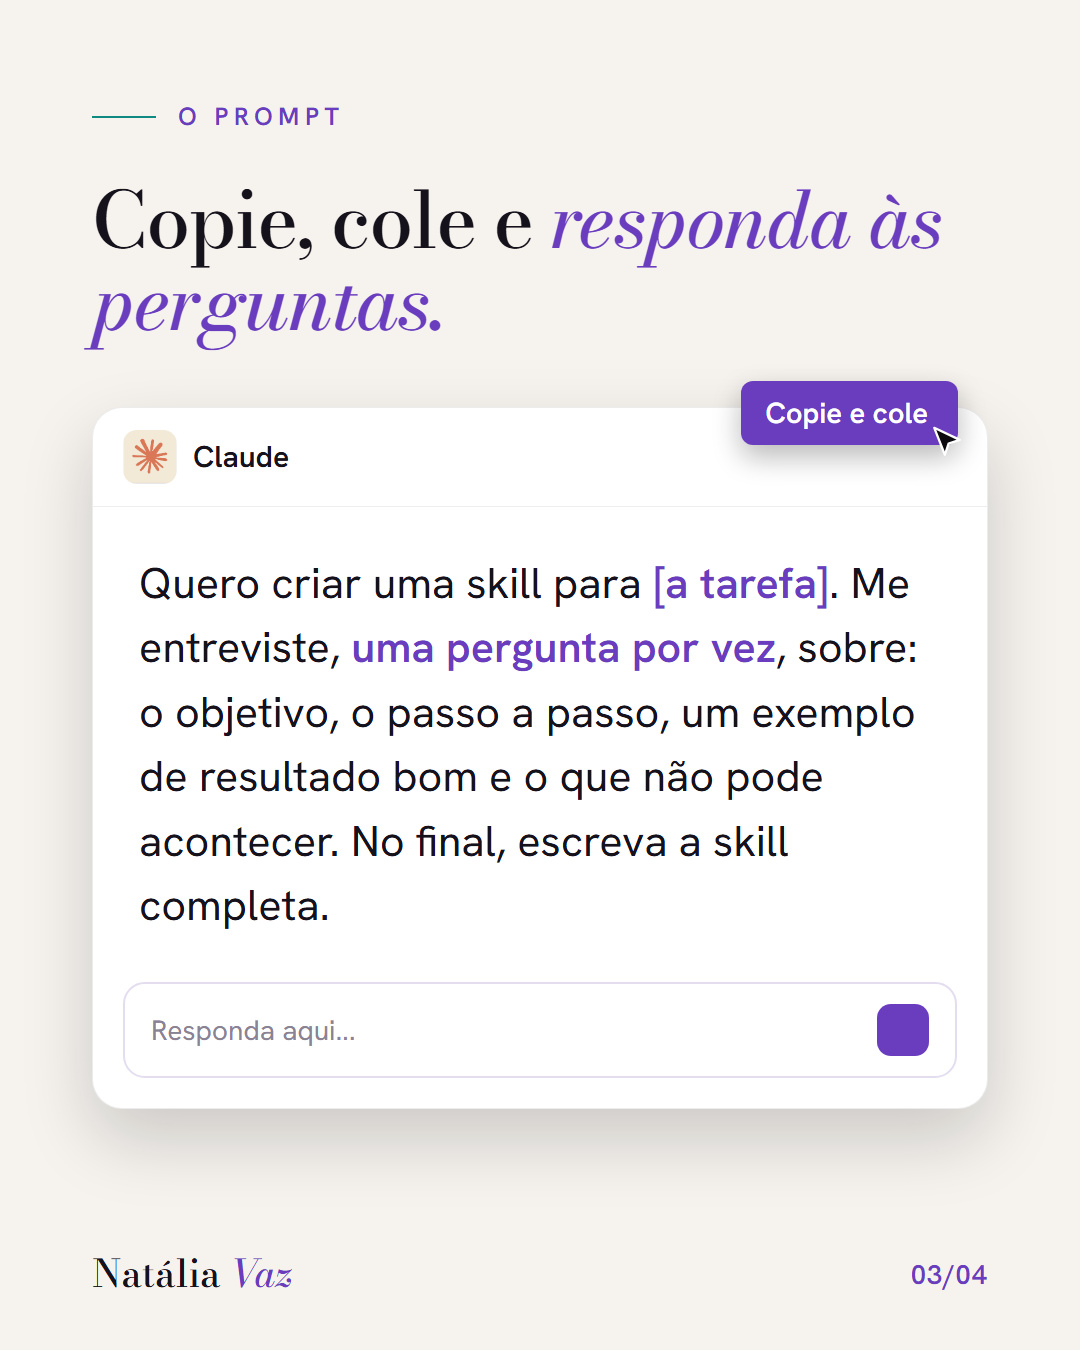 O PROMPT
Copie, cole e responda às
perguntas.
Copie e cole
Claude
Quero criar uma skill para [a tarefa]. Me
entreviste, uma pergunta por vez, sobre:
o objetivo, o passo a passo, um exemplo
de resultado bom e o que não pode
acontecer. No final, escreva a skill
completa.
Responda aqui...
Natália Vaz
03/04